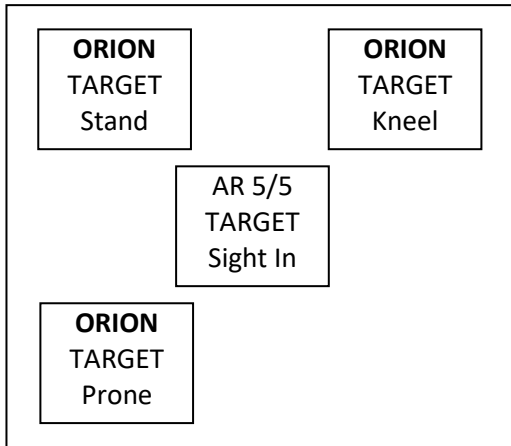 ORION
TARGET
Stand
ORION
TARGET
Kneel
AR 5/5
TARGET
Sight In
ORION
TARGET
Prone